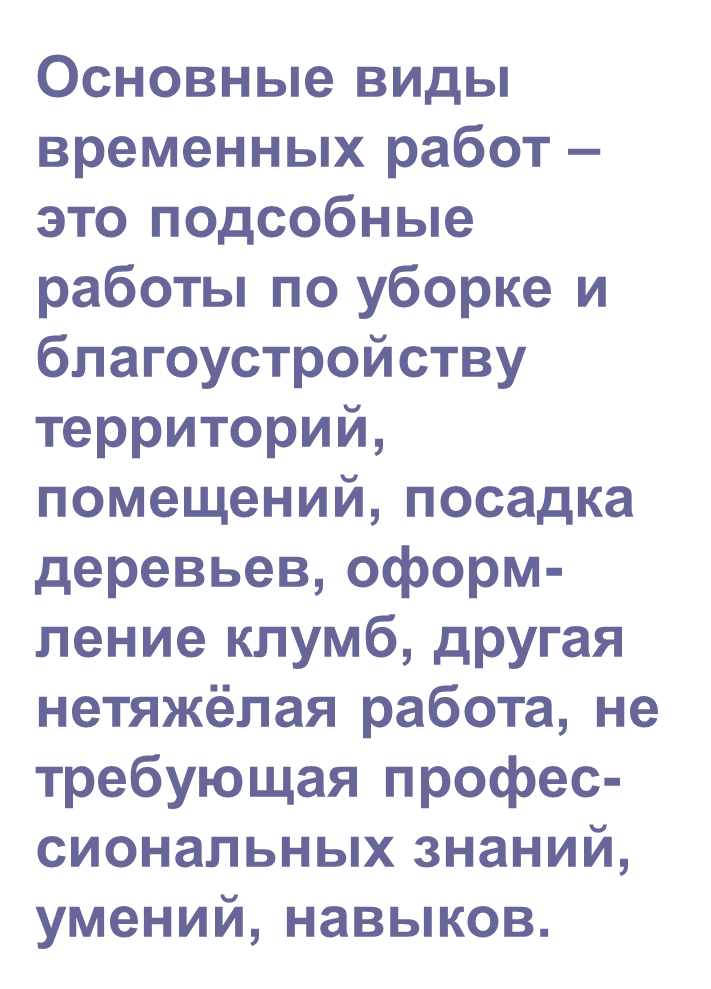 Основные виды
временных работ –
это подсобные
работы по уборке и
благоустройству
территорий,
помещений, посадка
деревьев, оформ-
ление клумб, другая
нетяжёлая работа, не
требующая профес-
сиональных знаний,
умений, навыков.